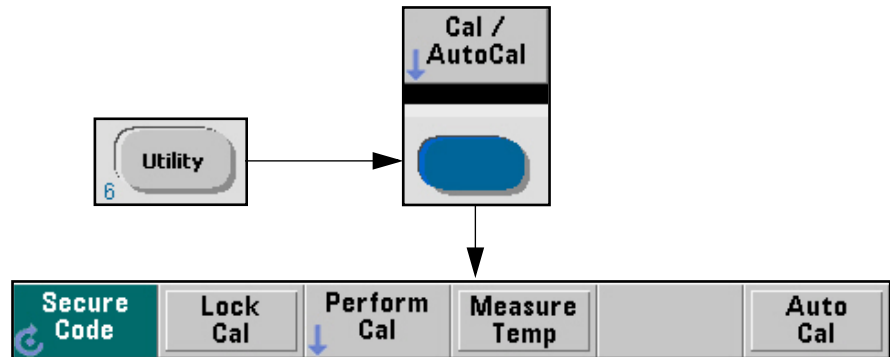 Cal /
AutoCal
Utility
6
Secure Lock Perform Measure Auto
Code Cal Cal Temp Cal